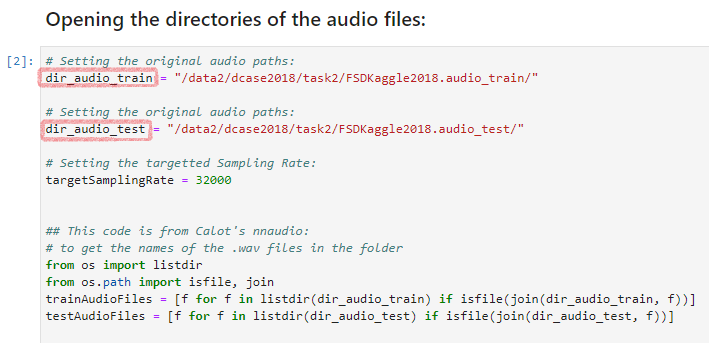 Opening the directories of the audio files:
[2]:
# Setting the original audio paths:
dir_audio_train = "/data2/dcase2018/task2/FSDKaggle2018.audio_train/"
# Setting the original audio paths:
dir_audio_test = "/data2/dcase2018/task2/FSDKaggle2018.audio_test/"
# Setting the targetted Sampling Rate:
targetSamplingRate = 32000
## This code is from Calot's nnaudio:
# to get the names of the .wav files in the folder
from os import listdir
from os.path import isfile, join
trainAudioFiles = [f for f in listdir(dir_audio_train) if isfile(join(dir_audio_train, f))]
testAudioFiles = [f for f in listdir(dir_audio_test) if isfile(join(dir_audio_test, f))]